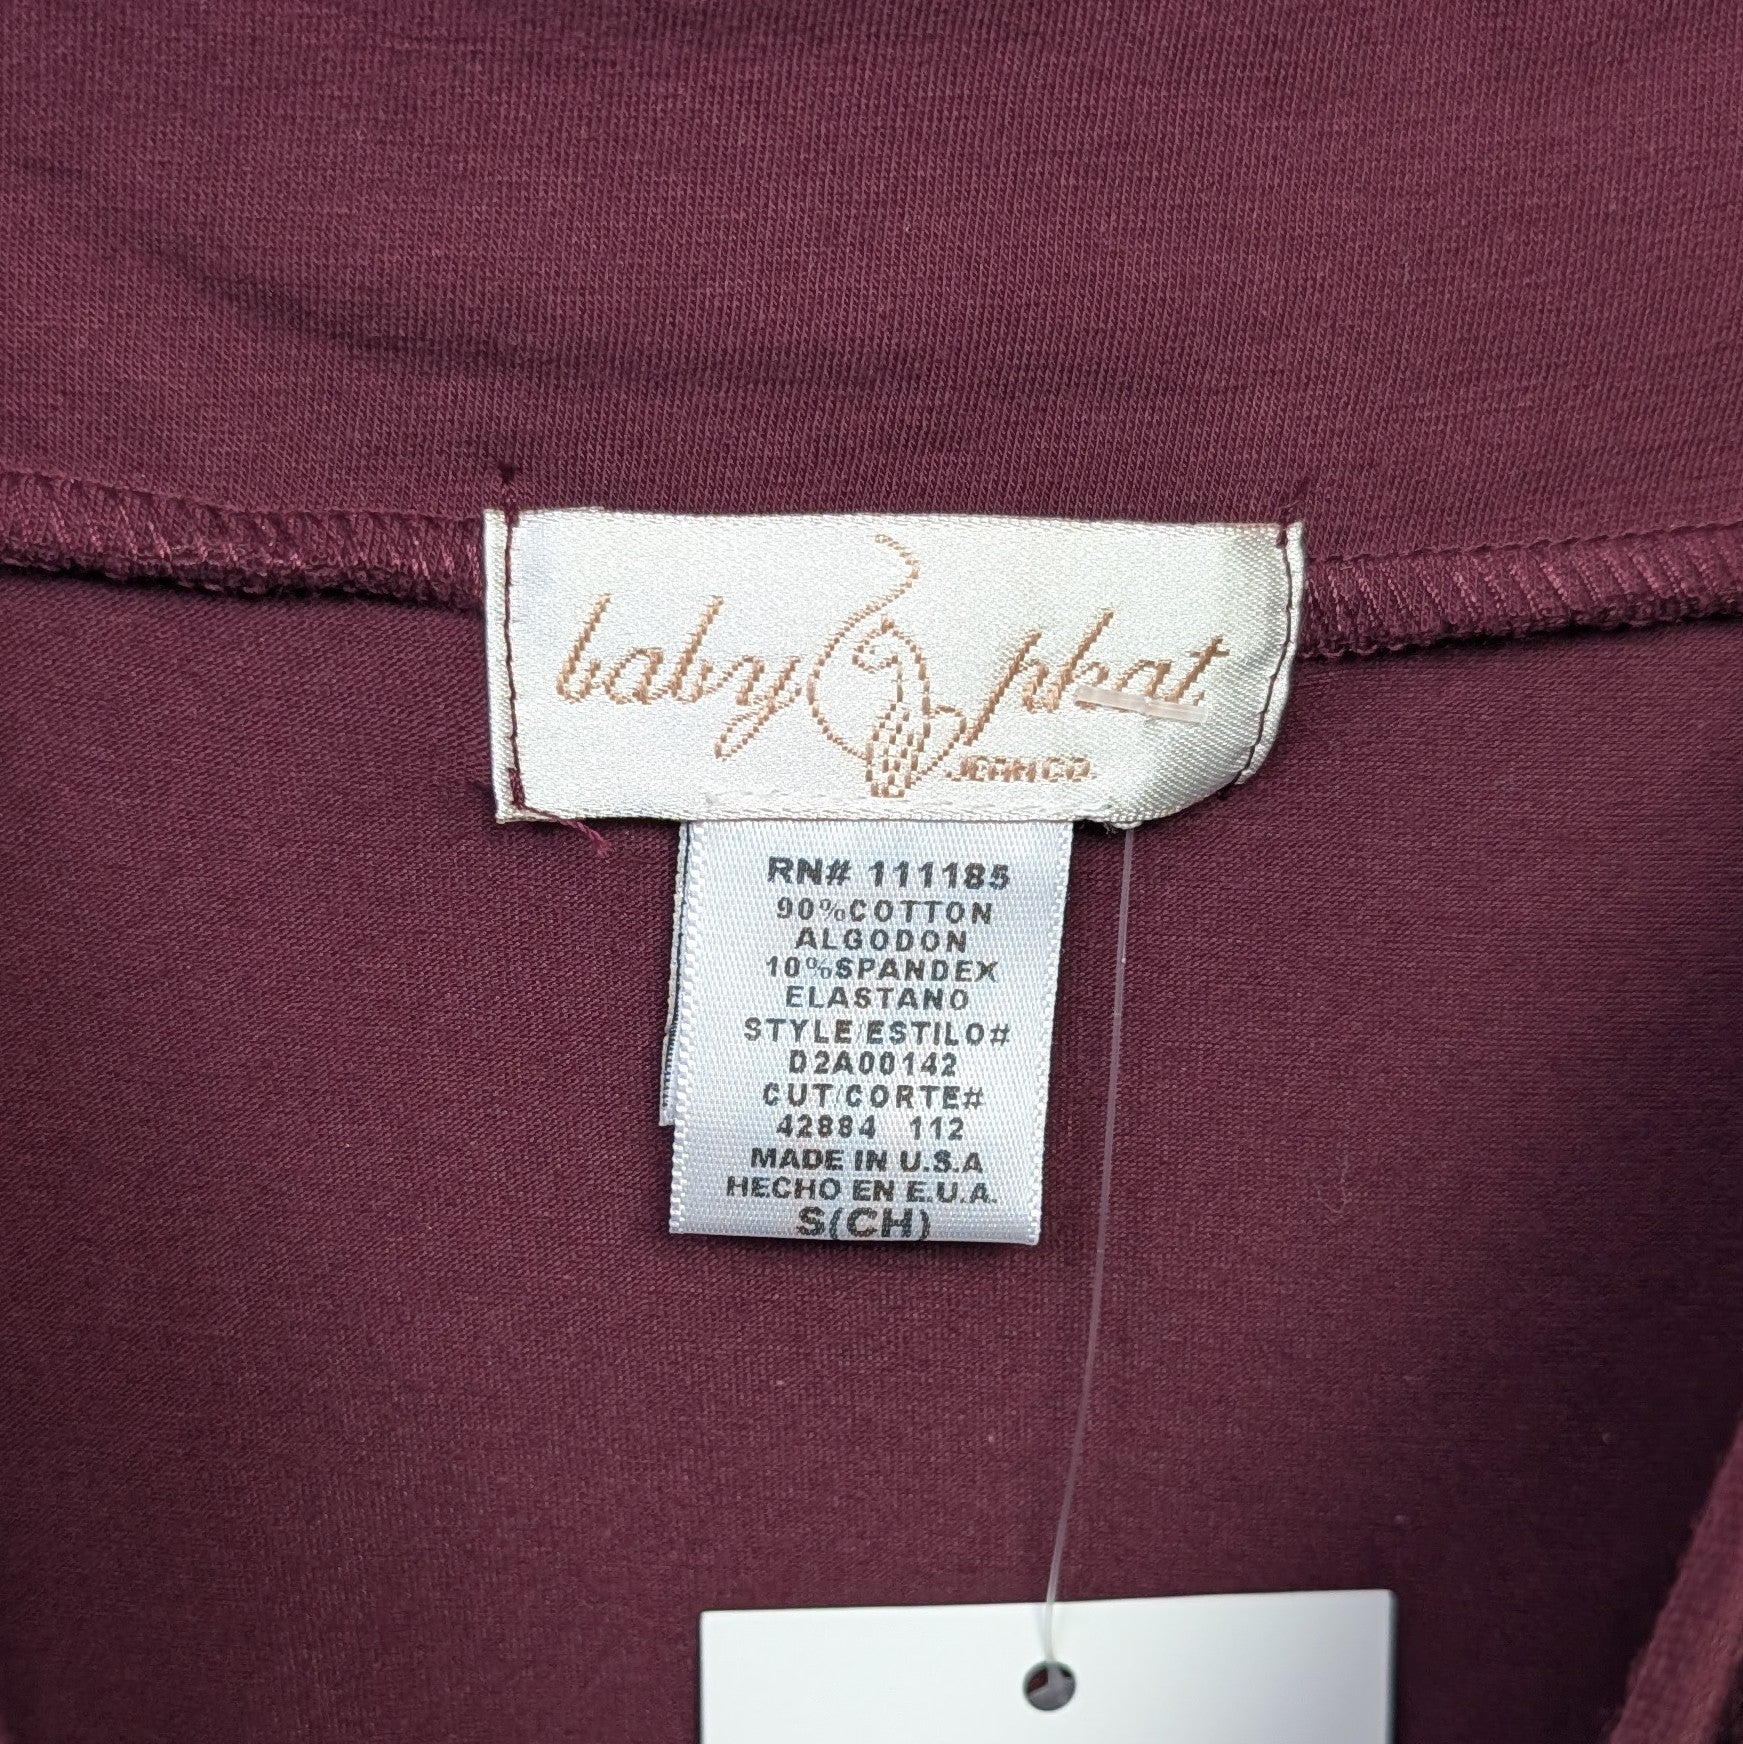 baby phat
JEAN CO.
RN# 111185
90%COTTON
ALGODON
10%SPANDEX
ELASTANO
STYLE/ESTILO#
D2A00142
CUT/CORTE#
42884 112
MADE IN U.S.A
HECHO EN E.U.A.
S(CH)